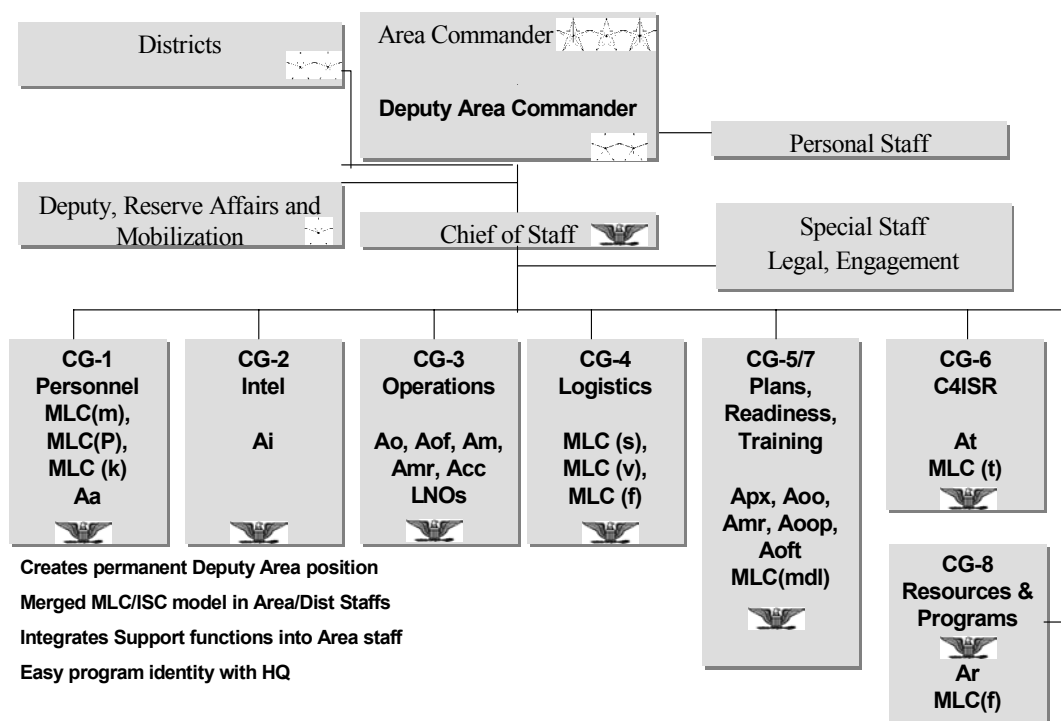 Districts
Area Commander
Deputy Area Commander
Personal Staff
Deputy, Reserve Affairs and
Mobilization
Chief of Staff
Special Staff
Legal, Engagement
CG-1
Personnel
MLC(m),
MLC(P),
MLC (k)
Aa
CG-2
Intel
Ai
CG-3
Operations
Ao, Aof, Am,
Amr, Acc
LNOs
CG-4
Logistics
MLC (s),
MLC (v),
MLC (f)
CG-5/7
Plans,
Readiness,
Training
Apx, Aoo,
Amr, Aoop,
Aoft
MLC(mdl)
CG-6
C4ISR
At
MLC (t)
CG-8
Resources &
Programs
Ar
MLC(f)
Creates permanent Deputy Area position
Merged MLC/ISC model in Area/Dist Staffs
Integrates Support functions into Area staff
Easy program identity with HQ